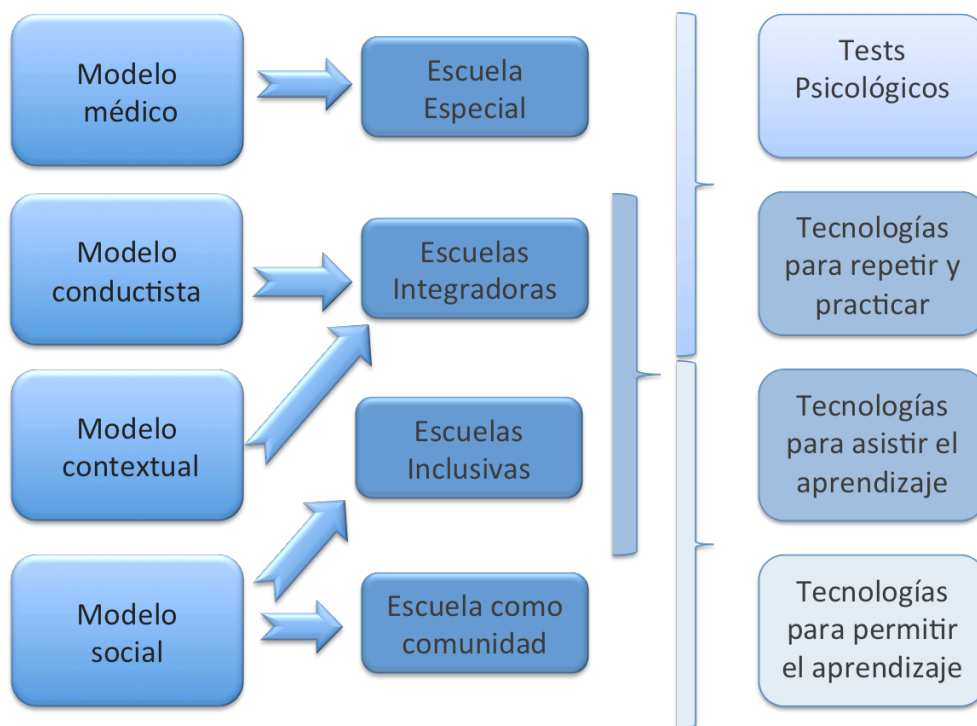 Modelo
médico
Escuela
Especial
Tests
Psicológicos
Modelo
conductista
Escuelas
Integradoras
Tecnologías
para repetir y
practicar
Modelo
contextual
Escuelas
Inclusivas
Tecnologías
para asistir el
aprendizaje
Modelo
social
Escuela como
comunidad
Tecnologías
para permitir
el aprendizaje